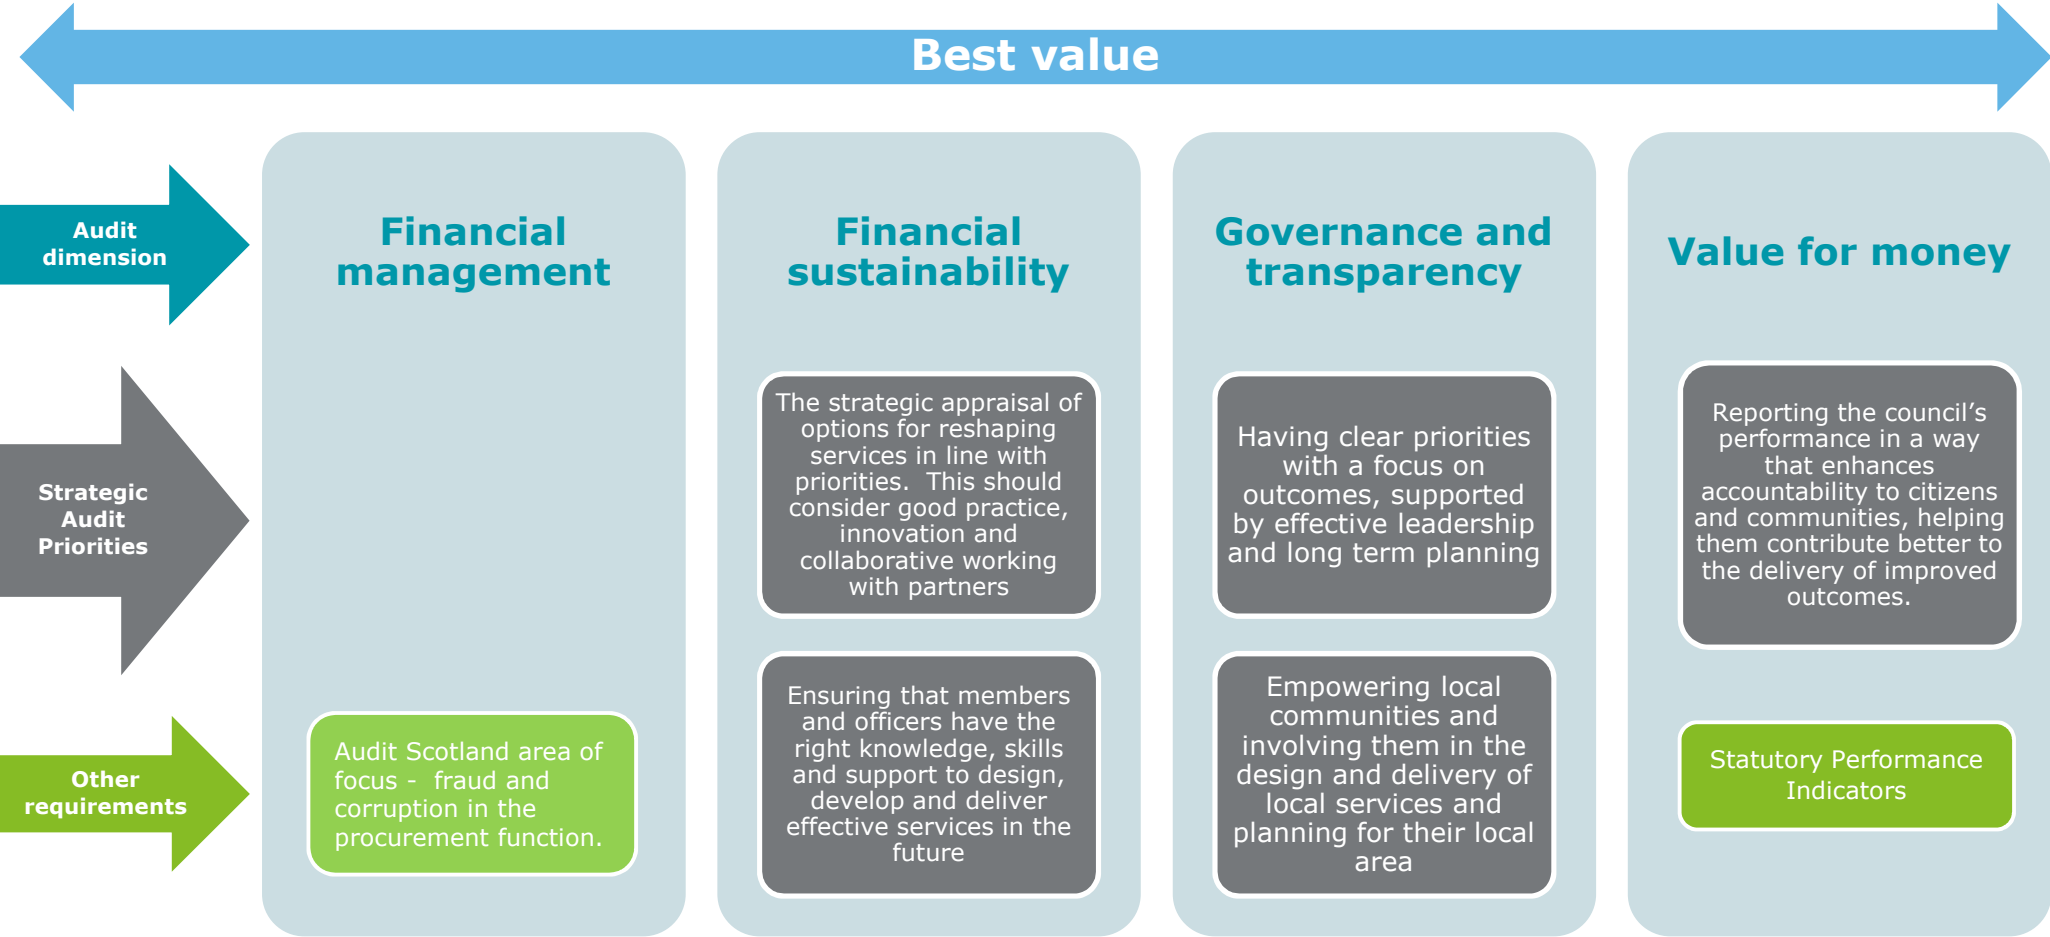 Best value
Audit
dimension
Financial
management
Financial
sustainability
Governance and
transparency
Value for money
Strategic
Audit
Priorities
The strategic appraisal of
options for reshaping
services in line with
priorities.  This should
consider good practice,
innovation and
collaborative working
with partners
Having clear priorities
with a focus on
outcomes, supported
by effective leadership
and long term planning
Reporting the council’s
performance in a way
that enhances
accountability to citizens
and communities, helping
them contribute better to
the delivery of improved
outcomes.
Ensuring that members
and officers have the
right knowledge, skills
and support to design,
develop and deliver
effective services in the
future
Empowering local
communities and
involving them in the
design and delivery of
local services and
planning for their local
area
Other
requirements
Audit Scotland area of
focus -  fraud and
corruption in the
procurement function.
Statutory Performance
Indicators